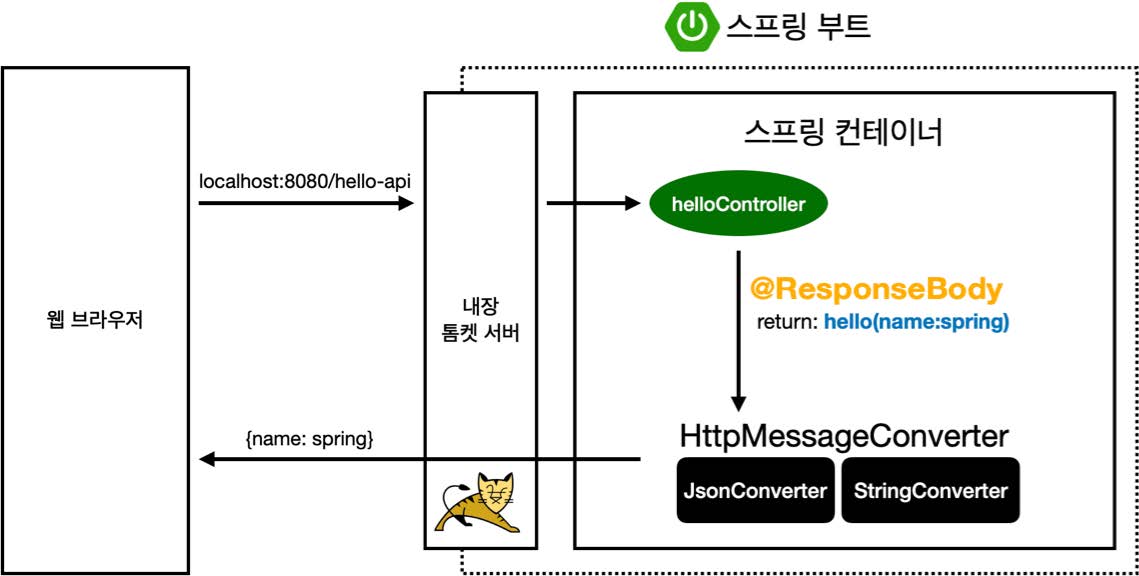 스프링 부트
스프링 컨테이너
localhost:8080/hello-api
helloController
@ResponseBody
return: hello(name:spring)
웹 브라우저
내장
톰켓 서버
{name: spring}
HttpMessageConverter
JsonConverter
StringConverter